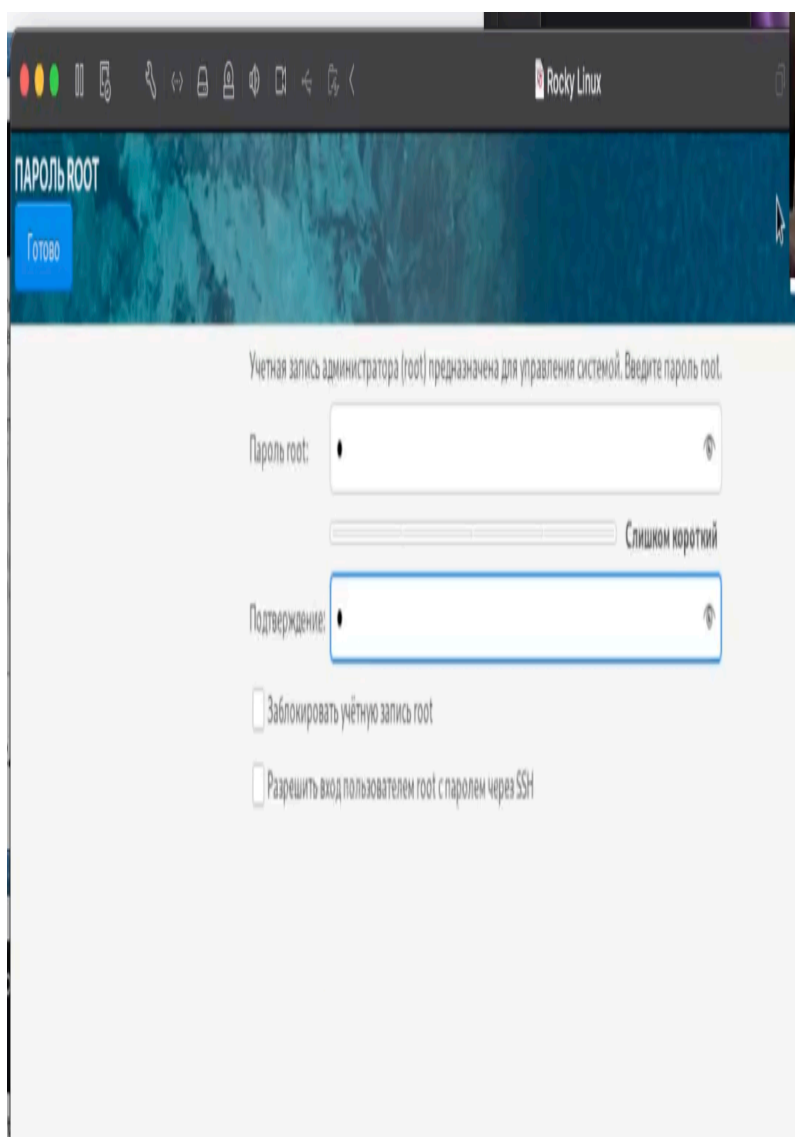 Rocky Linux
ПАРОЛЬ ROOT
Готово
Учетная запись администратора (root) предназначена для управления системой. Введите пароль root.
Пароль root:
Слишком короткий
Подтверждение:
Заблокировать учётную запись root
Разрешить вход пользователем root с паролем через SSH